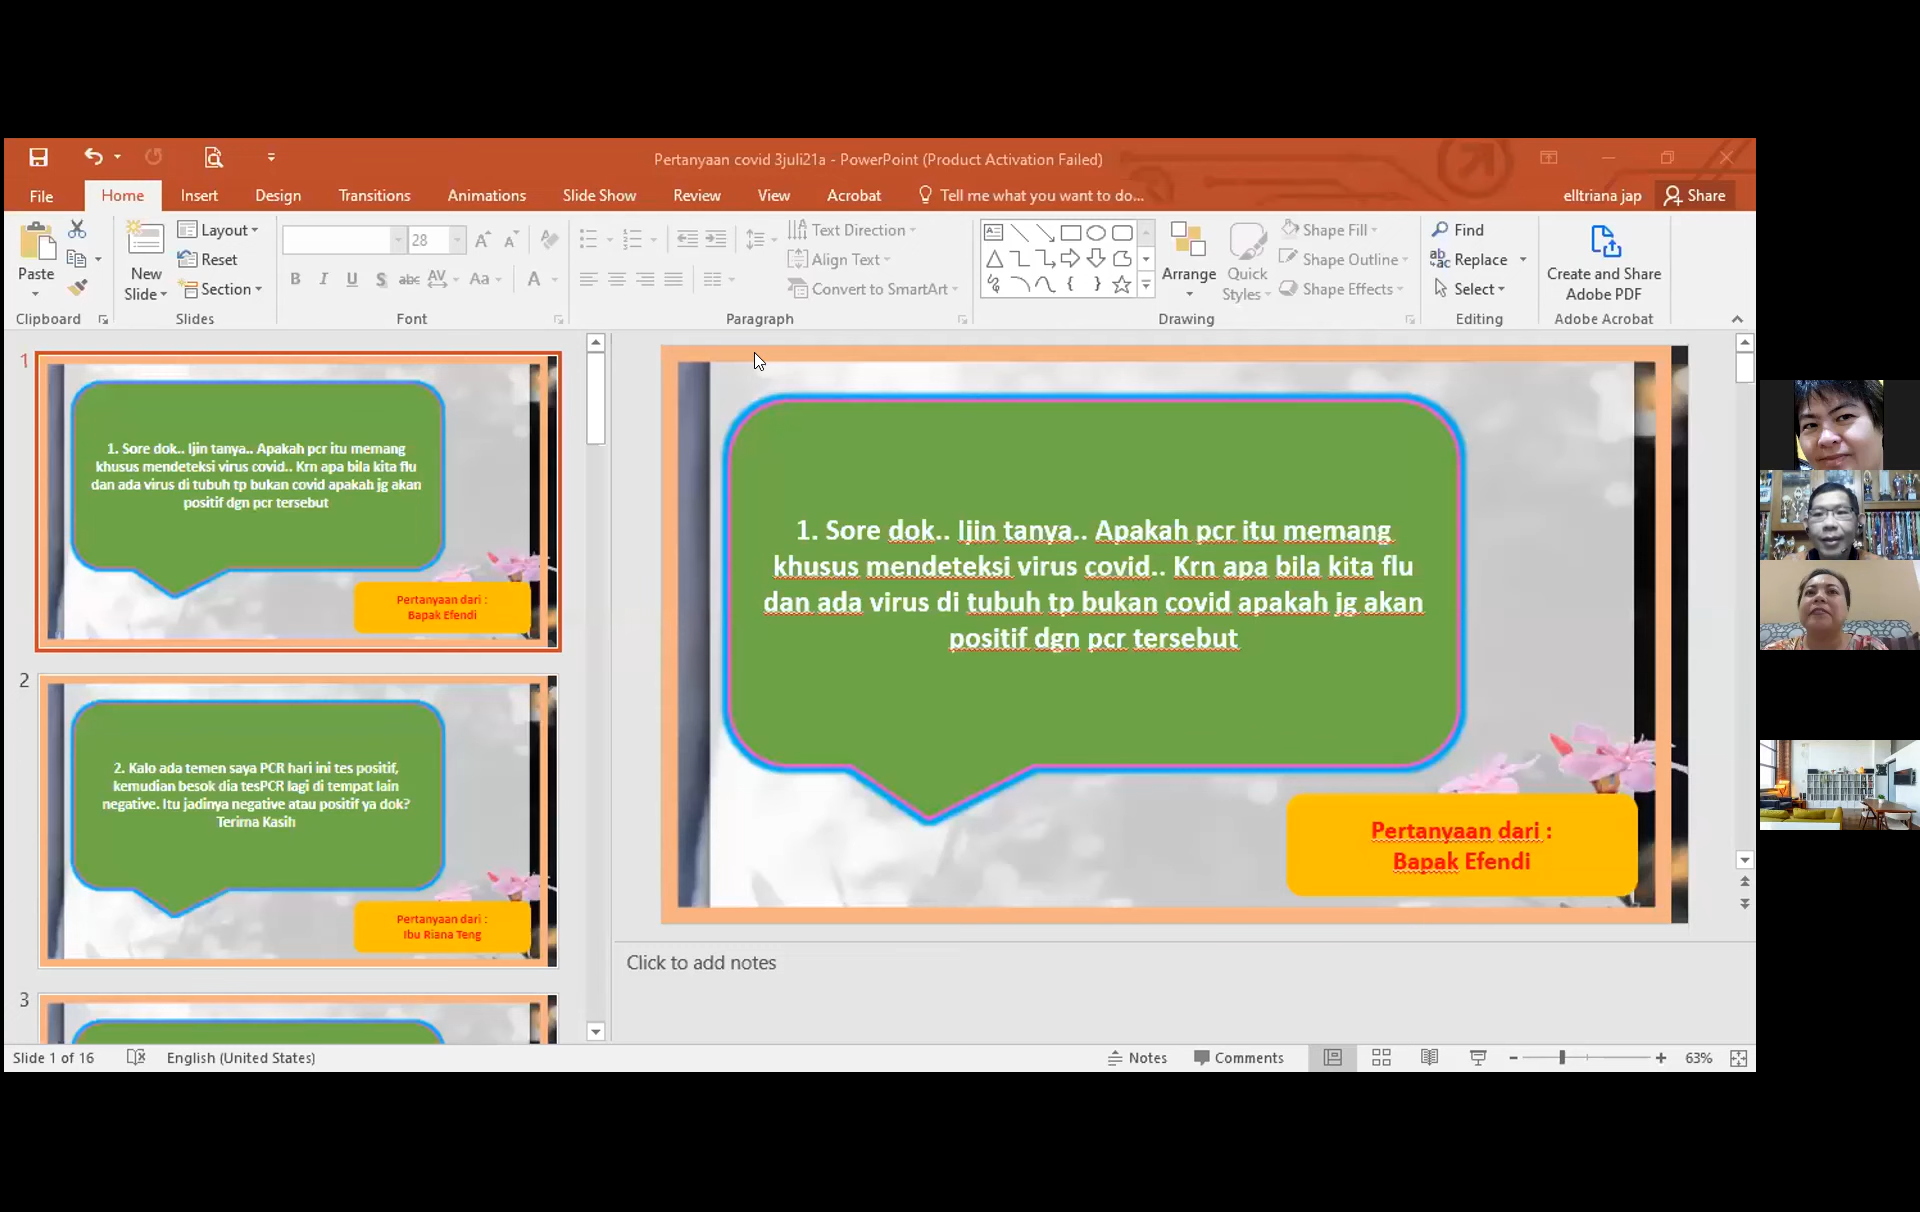 Pertanyaan covid 3juli21a - PowerPoint (Product Activation Failed)
File Home Insert Design Transitions Animations Slide Show Review View Acrobat Tell me what you want to do... elltriana jap Share
Paste
Clipboard
New Slide
Layout
Reset
Section
Slides
28
B I U S abc AV Aa A
Font
Text Direction
Align Text
Convert to SmartArt
Paragraph
Arrange
Quick Styles
Shape Fill
Shape Outline
Shape Effects
Drawing
Find
Replace
Select
Editing
Create and Share
Adobe PDF
Adobe Acrobat
1
1. Sore dok.. Ijin tanya.. Apakah pcr itu memang
khusus mendeteksi virus covid.. Krn apa bila kita flu
dan ada virus di tubuh tp bukan covid apakah jg akan
positif dgn pcr tersebut
Pertanyaan dari :
Bapak Efendi
2
2. Kalo ada temen saya PCR hari ini tes positif,
kemudian besok dia tesPCR lagi di tempat lain
negative. Itu jadinya negative atau positif ya dok?
Terima Kasih
Pertanyaan dari :
Ibu Riana Teng
3
1. Sore dok.. Ijin tanya.. Apakah pcr itu memang
khusus mendeteksi virus covid.. Krn apa bila kita flu
dan ada virus di tubuh tp bukan covid apakah jg akan
positif dgn pcr tersebut
Pertanyaan dari :
Bapak Efendi
Click to add notes
Slide 1 of 16 English (United States) Notes Comments 63%